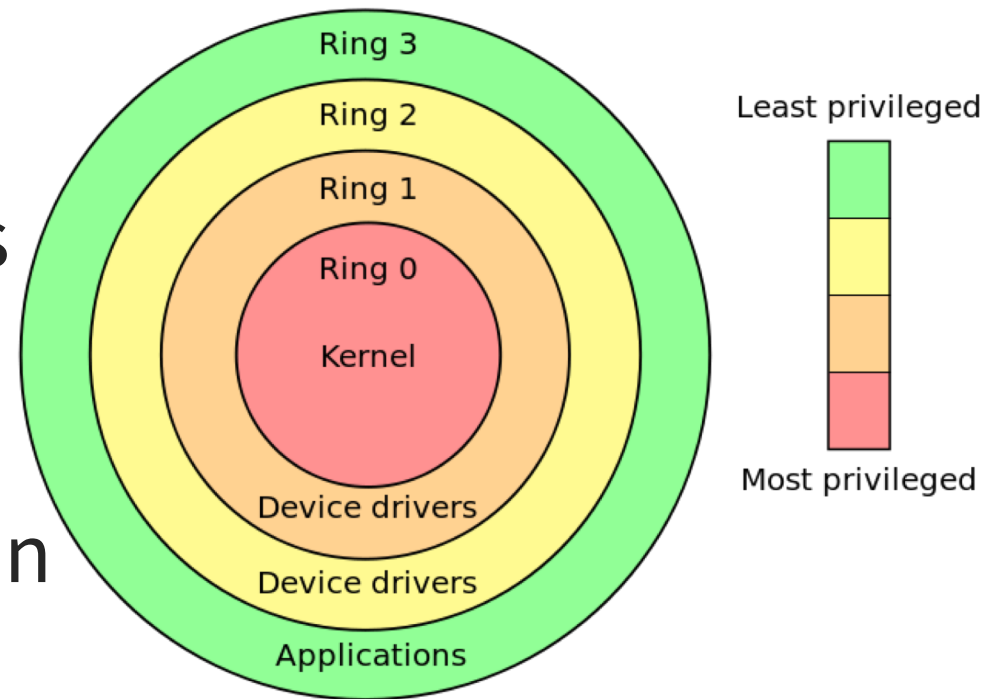 Ring 3
Ring 2
Ring 1
Ring 0
Kernel
Device drivers
Device drivers
Applications
s
n
Least privileged
Most privileged